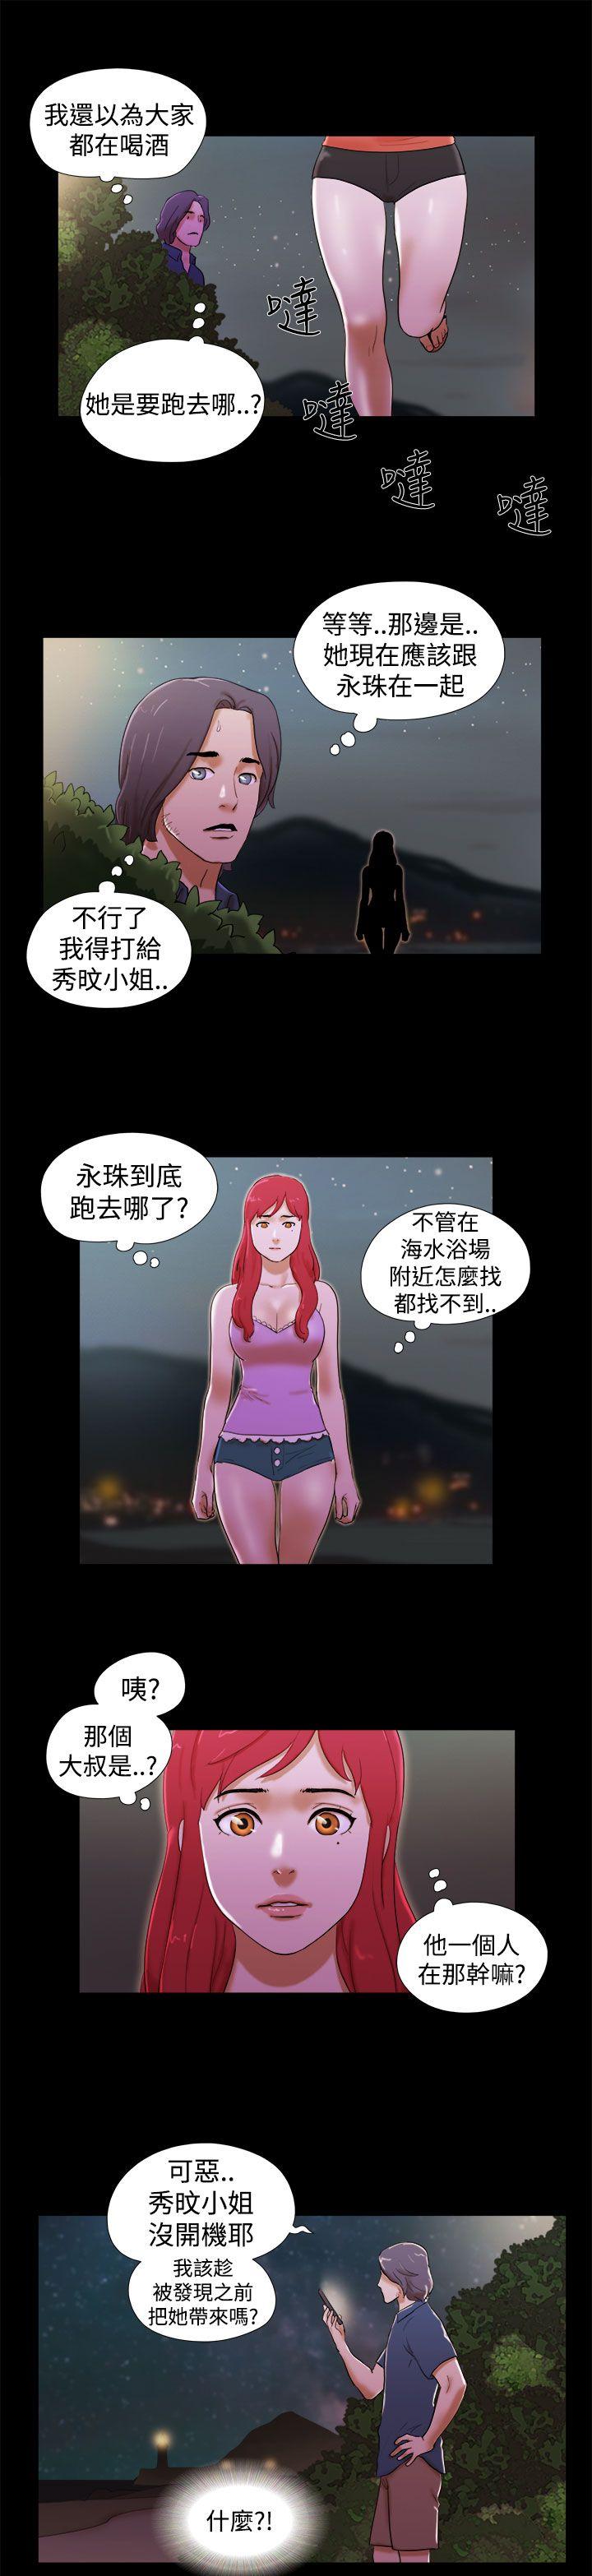 我還以為大家
都在喝酒
噠
她是要跑去哪..?
噠
噠
噠
等等..那邊是..
她現在應該跟
永珠在一起
不行了
我得打給
秀旼小姐..
永珠到底
跑去哪了?
不管在
海水浴場
附近怎麼找
都找不到..
咦?
那個
大叔是..?
他一個人
在那幹嘛?
可惡..
秀旼小姐
沒開機耶
我該趁
被發現之前
把她帶來嗎?
什麼?!